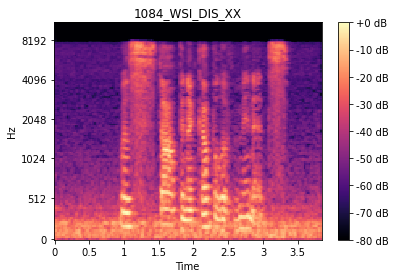 1084_WSI_DIS_XX
8192
4096
2048
1024
512
0
Hz
0 0.5 1 1.5 2 2.5 3 3.5
Time
+0 dB
-10 dB
-20 dB
-30 dB
-40 dB
-50 dB
-60 dB
-70 dB
-80 dB